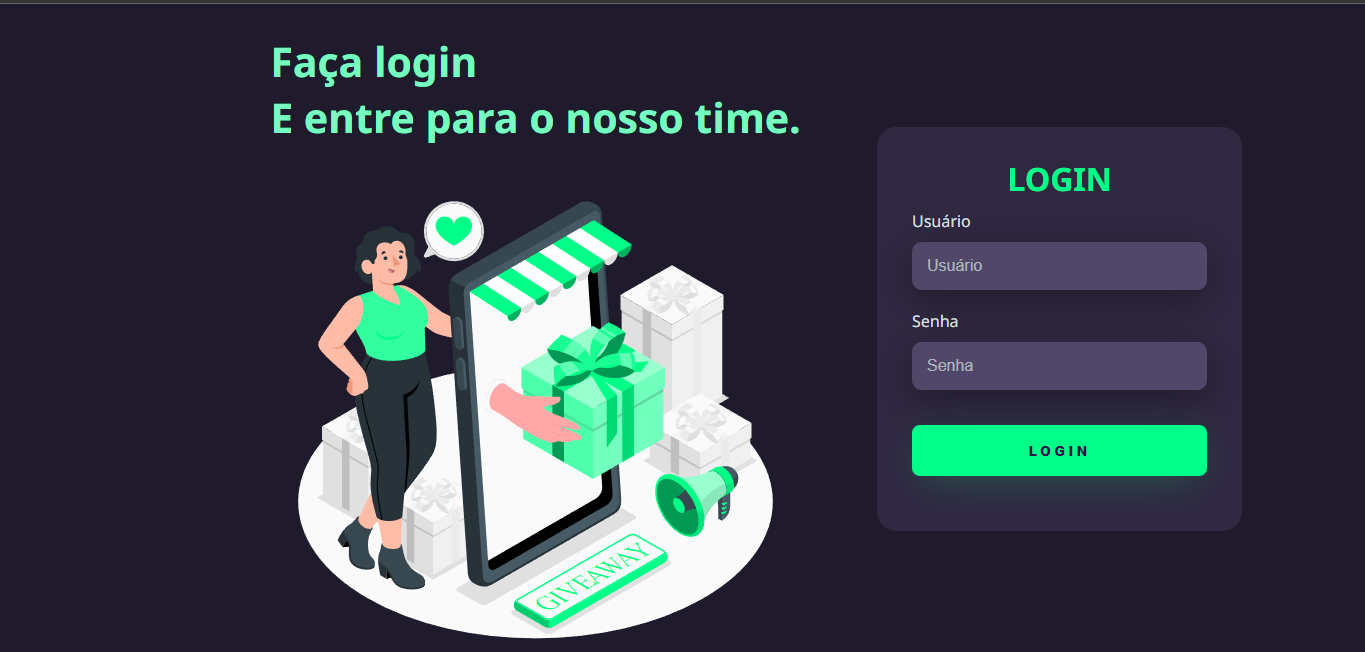 Faça login
E entre para o nosso time.
LOGIN
Usuário
Usuário
Senha
Senha
LOGIN
GIVEAWAY